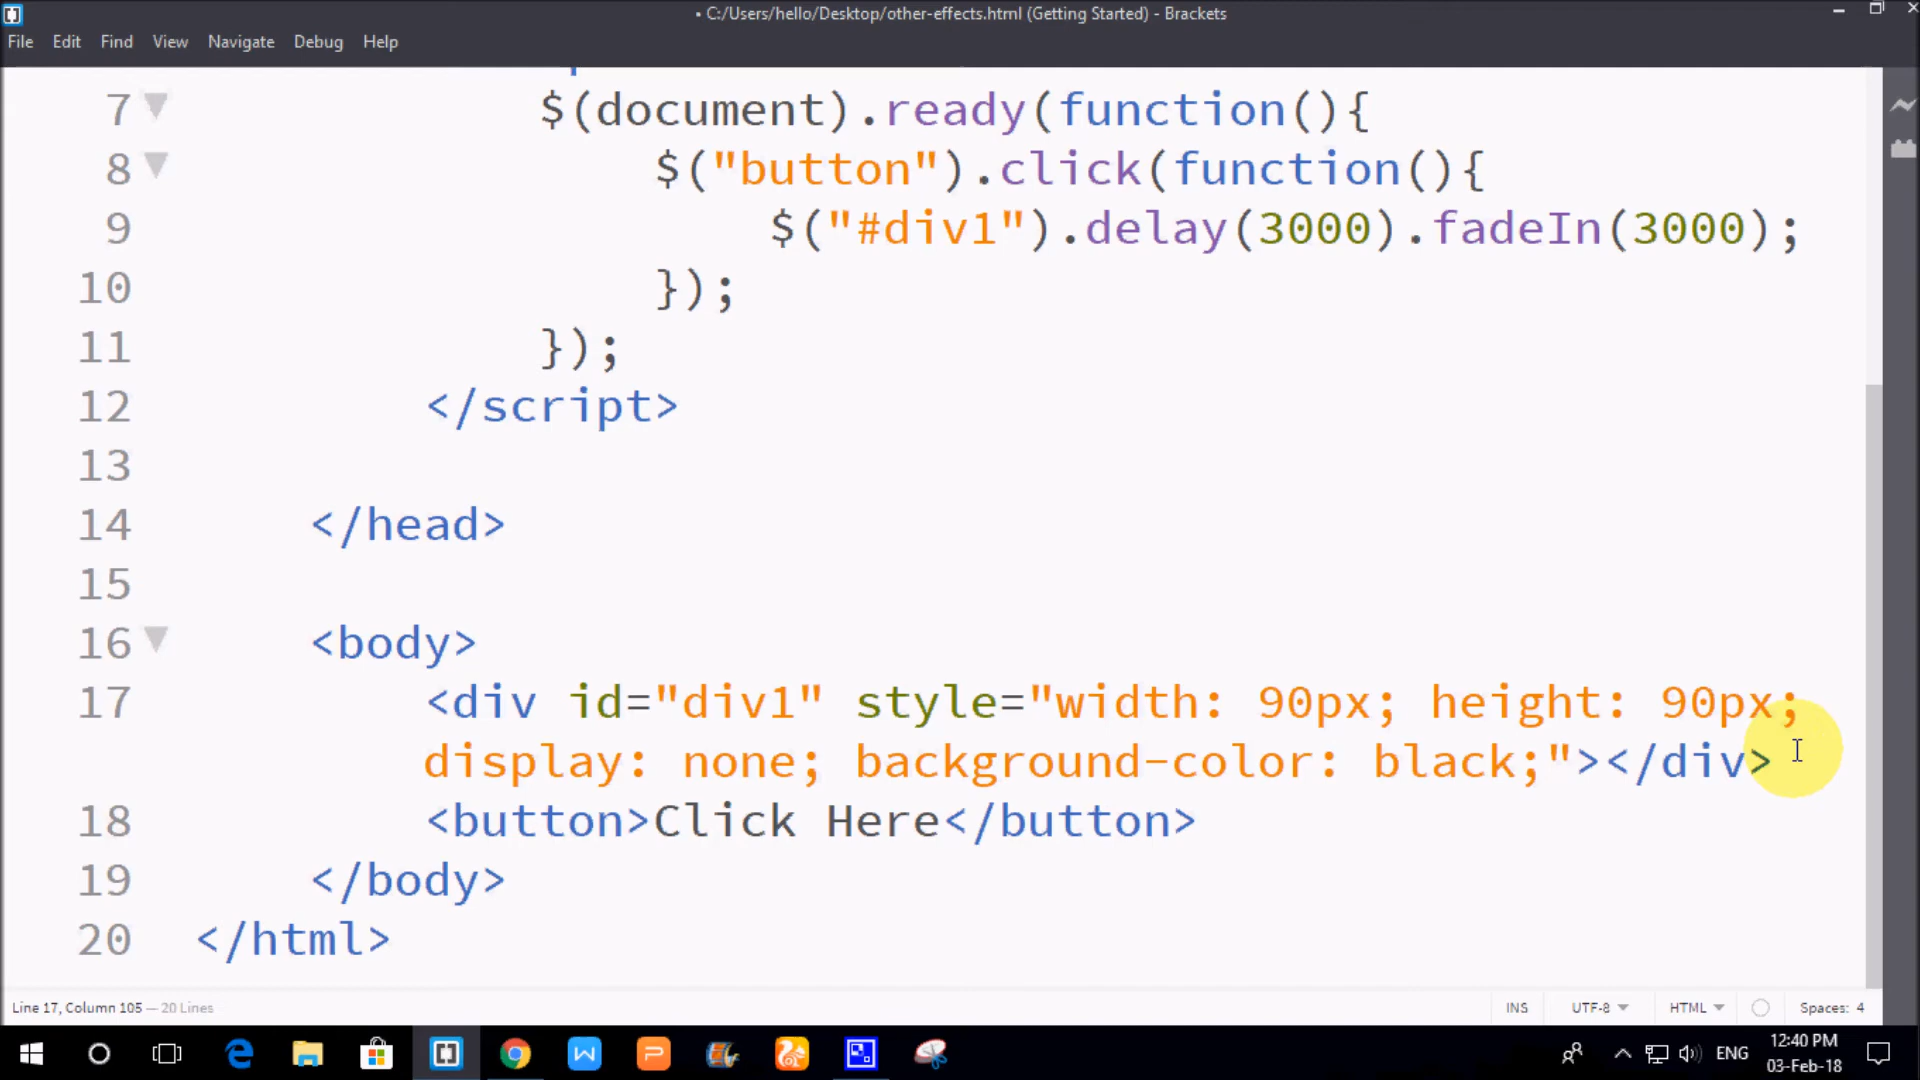 • C:/Users/hello/Desktop/other-effects.html (Getting Started) - Brackets
File Edit Find View Navigate Debug Help
7 $(document).ready(function(){
8 $("button").click(function(){
9 $("#div1").delay(3000).fadeIn(3000);
10 });
11 });
12 </script>
13
14 </head>
15
16 <body>
17 <div id="div1" style="width: 90px; height: 90px;
display: none; background-color: black;"></div>
18 <button>Click Here</button>
19 </body>
20 </html>
Line 17, Column 105 — 20 Lines INS UTF-8 HTML Spaces: 4
ENG 12:40 PM
03-Feb-18